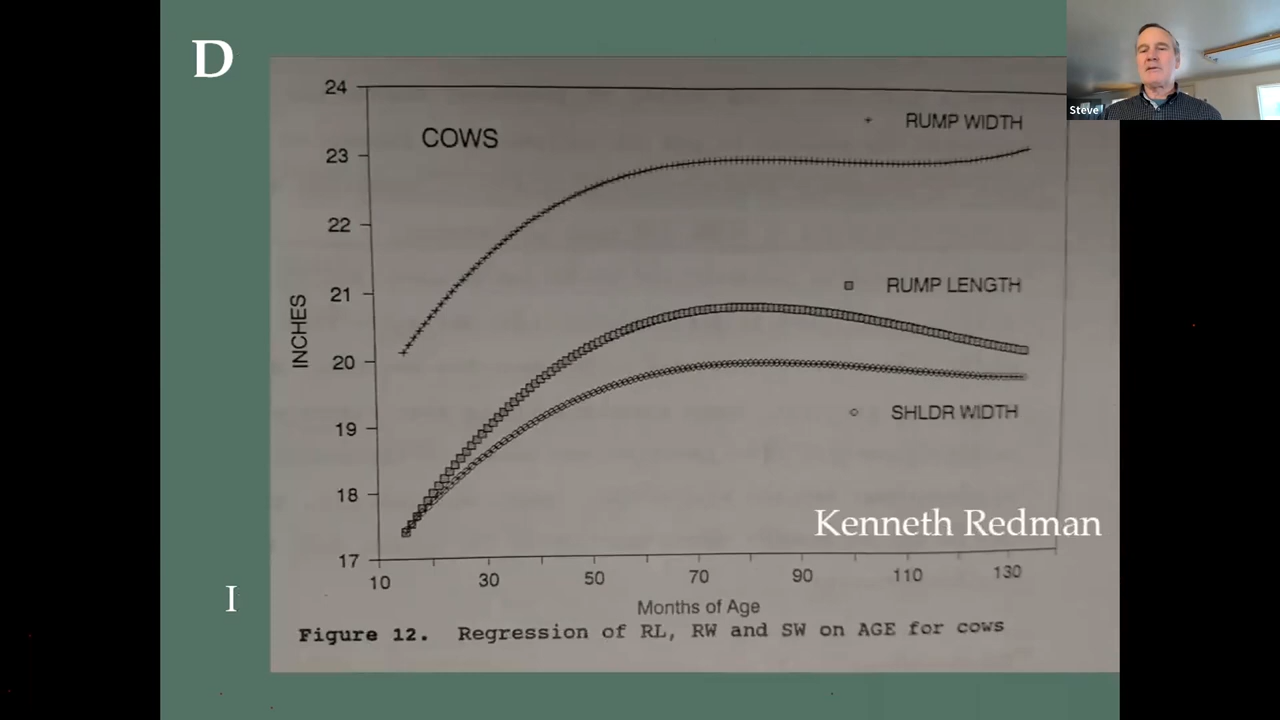 D
Steve
24
COWS
RUMP WIDTH
23
22
21
RUMP LENGTH
INCHES
20
SHLDR WIDTH
19
18
Kenneth Redman
17
10 30 50 70 90 110 130
I
Months of Age
Figure 12. Regression of RL, RW and SW on AGE for cows